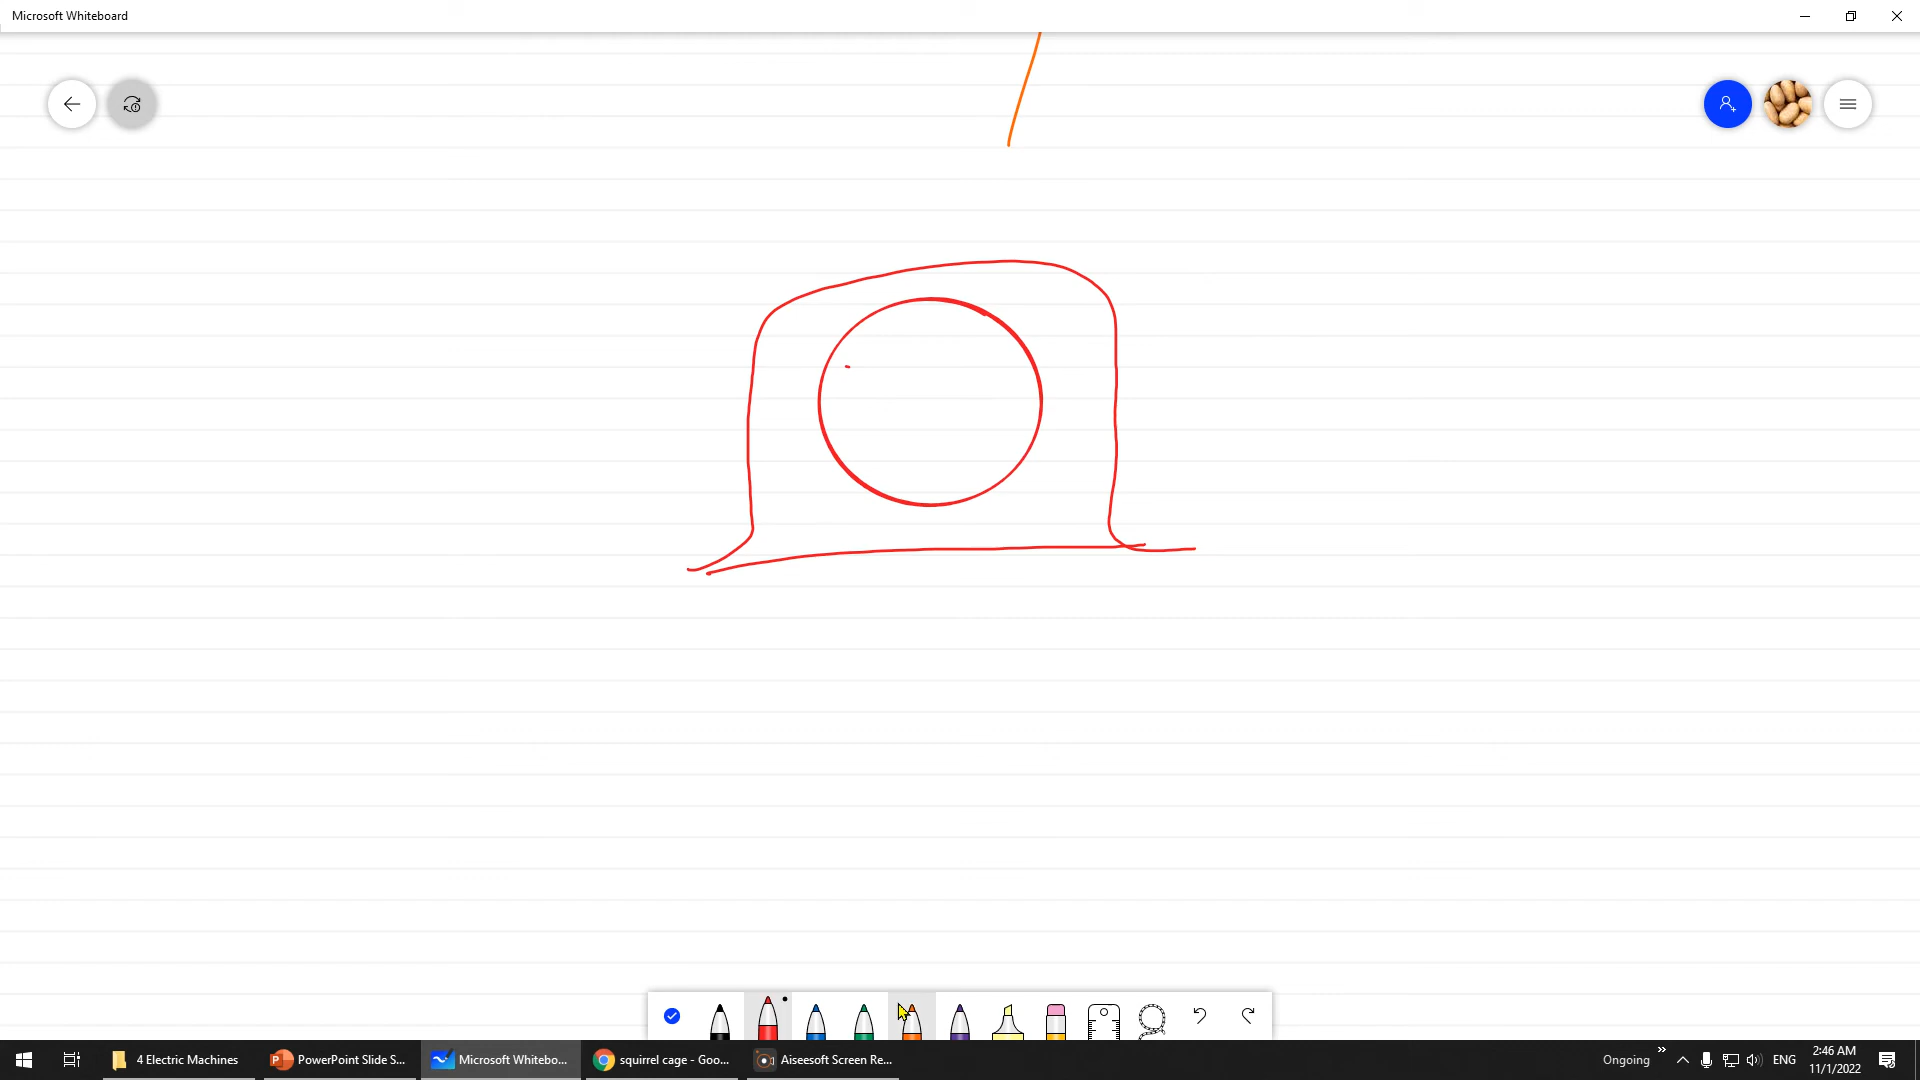 Microsoft Whiteboard
4 Electric Machines
PowerPoint Slide S...
Microsoft Whitebo...
squirrel cage - Goo...
Aiseesoft Screen Re...
Ongoing
ENG
2:46 AM
11/1/2022